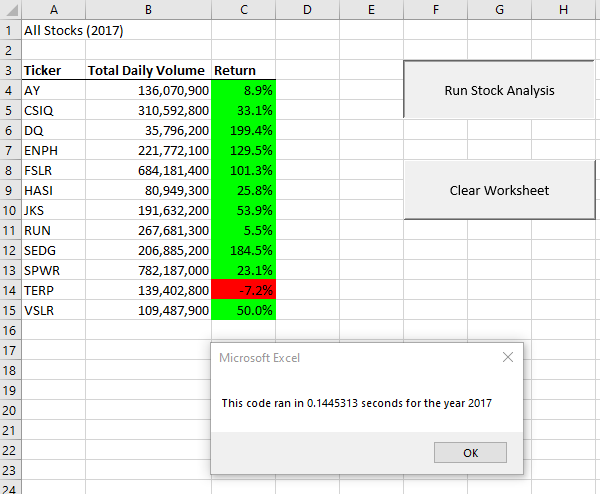 A B C D E F G H
1 All Stocks (2017)
2
3 Ticker Total Daily Volume Return
4 AY 136,070,900 8.9% Run Stock Analysis
5 CSIQ 310,592,800 33.1%
6 DQ 35,796,200 199.4%
7 ENPH 221,772,100 129.5%
8 FSLR 684,181,400 101.3%
9 HASI 80,949,300 25.8% Clear Worksheet
10 JKS 191,632,200 53.9%
11 RUN 267,681,300 5.5%
12 SEDG 206,885,200 184.5%
13 SPWR 782,187,000 23.1%
14 TERP 139,402,800 -7.2%
15 VSLR 109,487,900 50.0%
16
17
18 Microsoft Excel
19
20 This code ran in 0.1445313 seconds for the year 2017
21
22
23 OK
24